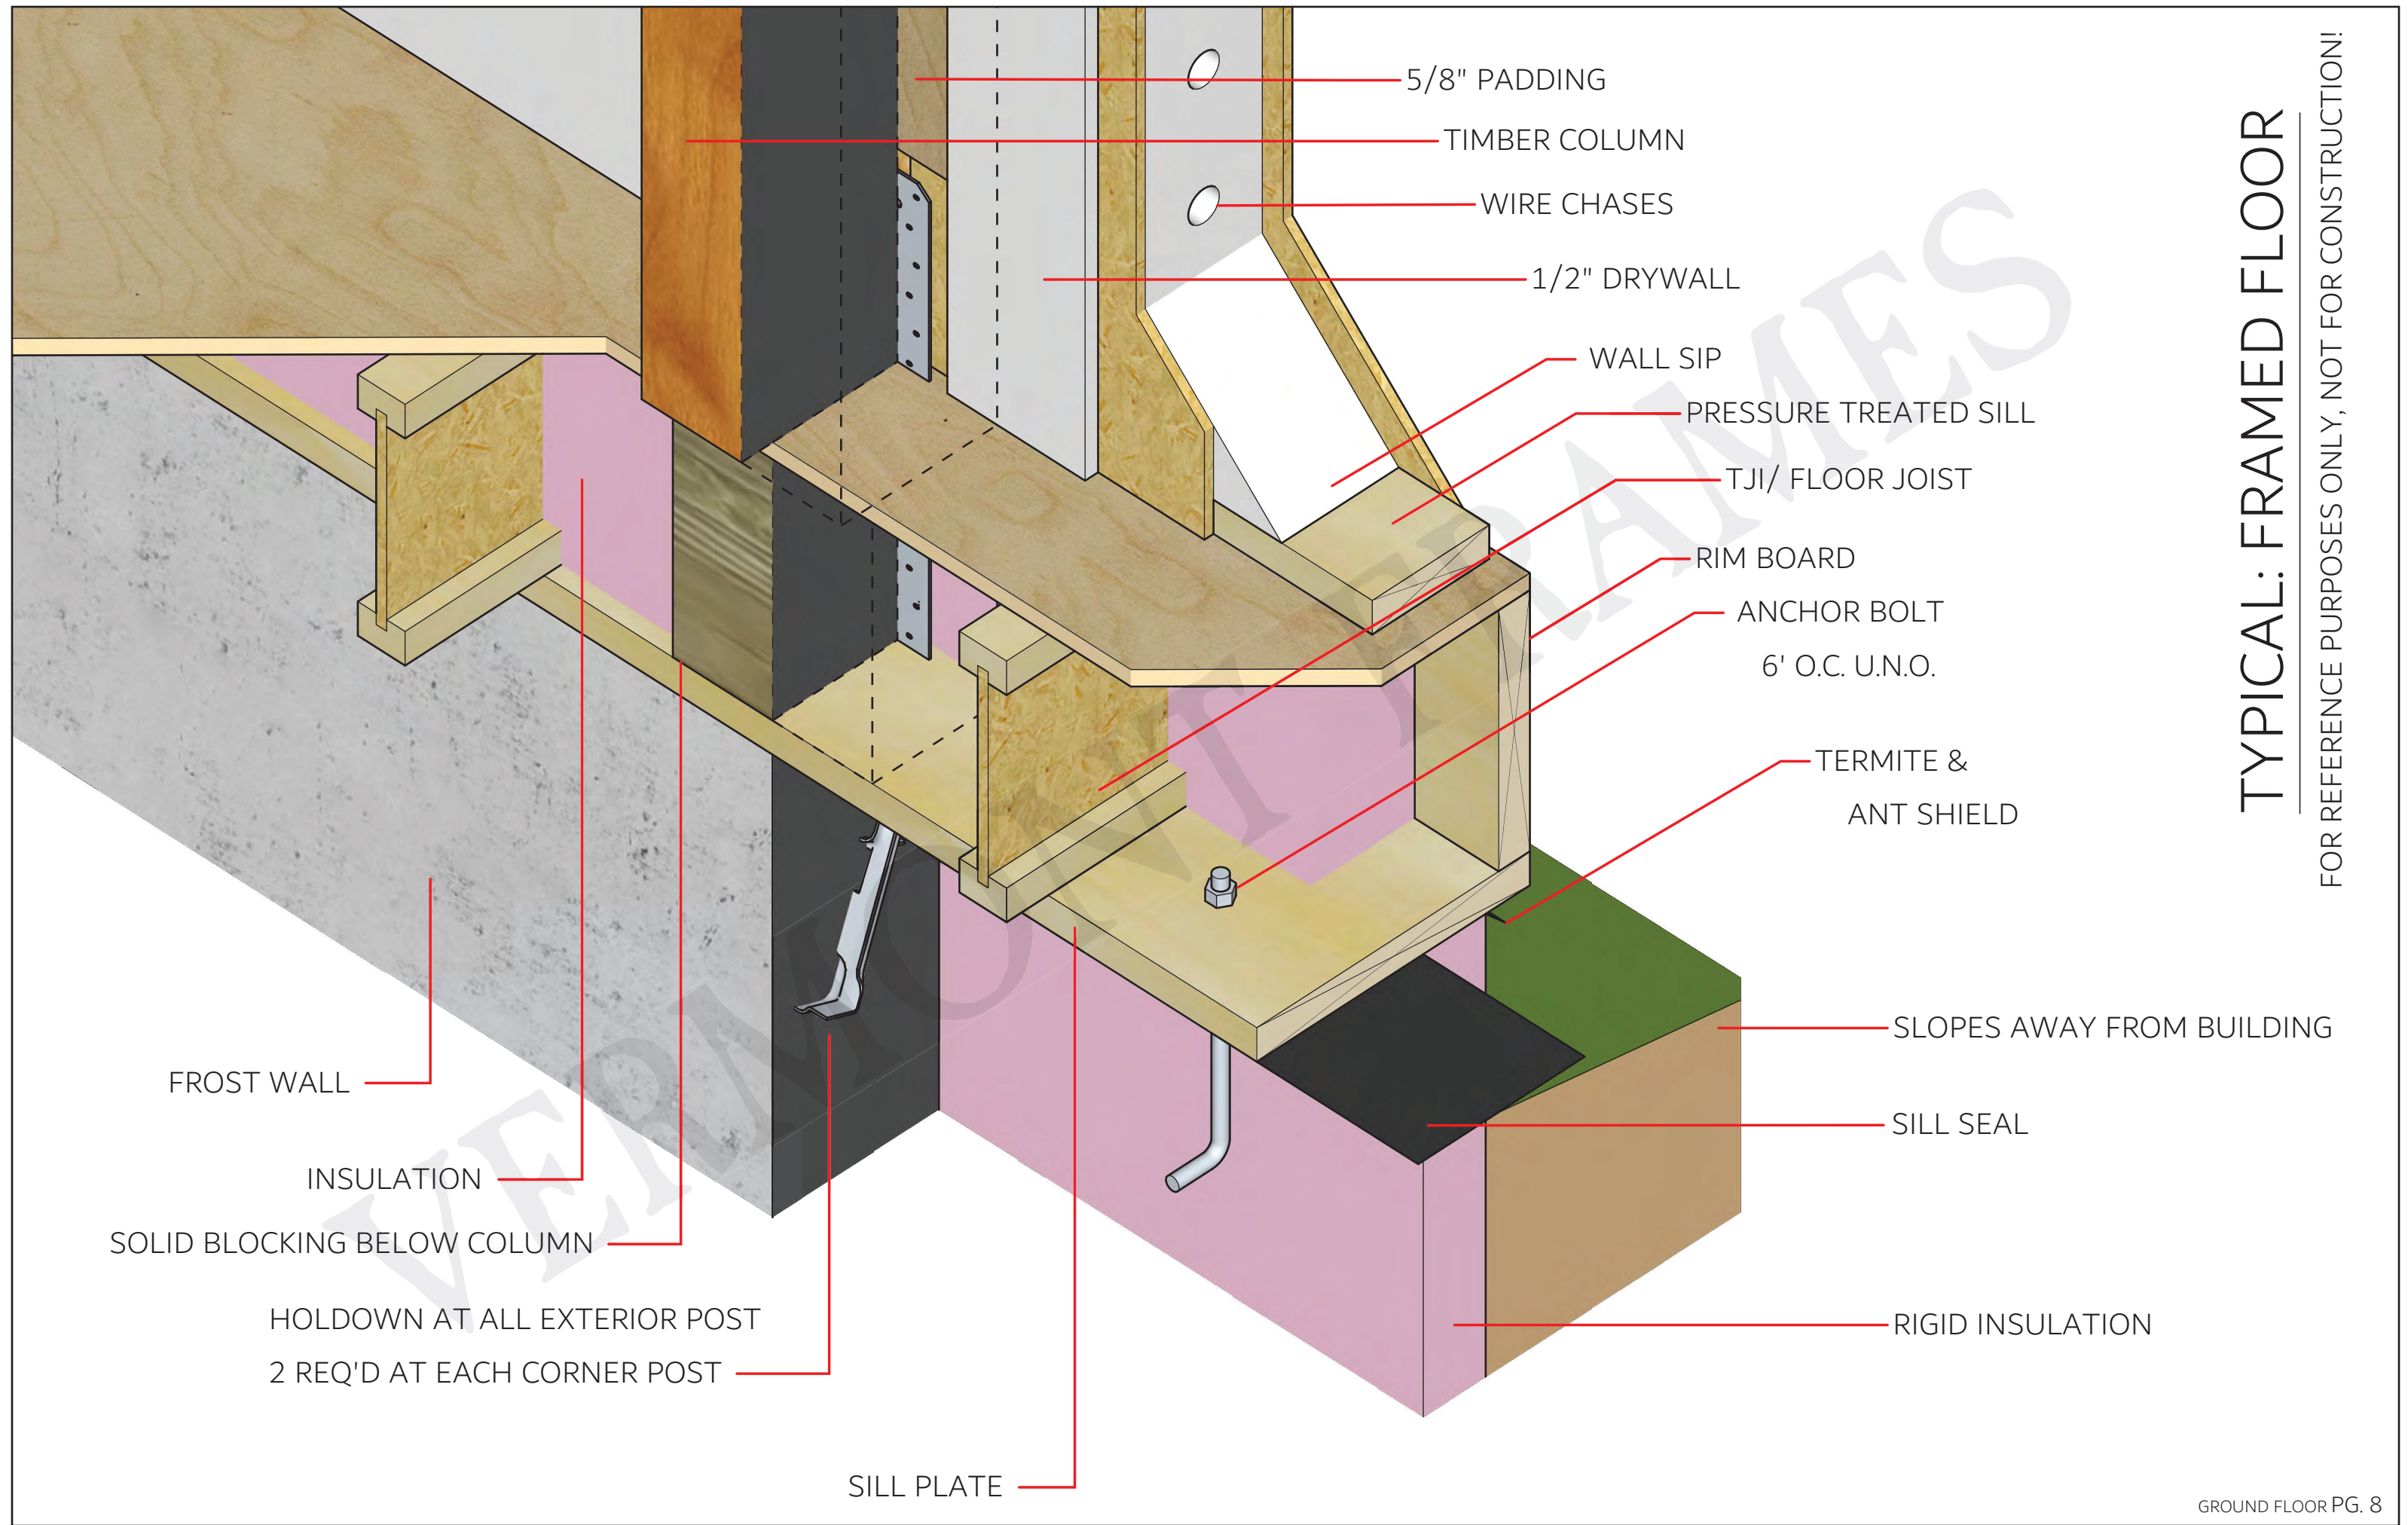 5/8" PADDING
TIMBER COLUMN
WIRE CHASES
1/2" DRYWALL
WALL SIP
PRESSURE TREATED SILL
TJI/ FLOOR JOIST
RIM BOARD
ANCHOR BOLT
6' O.C. U.N.O.
TERMITE &
ANT SHIELD
SLOPES AWAY FROM BUILDING
SILL SEAL
RIGID INSULATION
FROST WALL
INSULATION
SOLID BLOCKING BELOW COLUMN
HOLDOWN AT ALL EXTERIOR POST
2 REQ'D AT EACH CORNER POST
SILL PLATE
TYPICAL: FRAMED FLOOR
FOR REFERENCE PURPOSES ONLY, NOT FOR CONSTRUCTION!
VERMONT FRAMES
GROUND FLOOR PG. 8